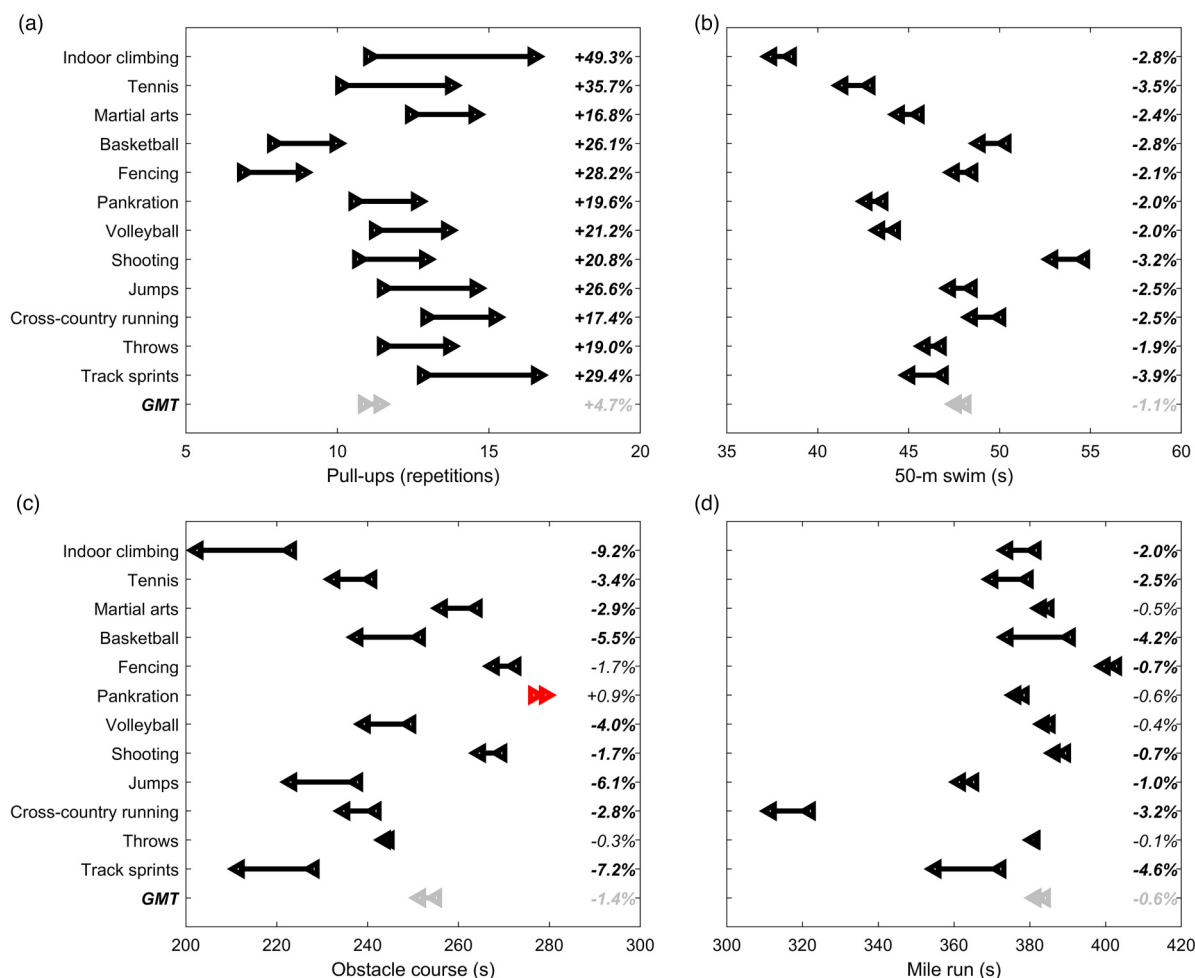 (a)
Indoor climbing +49.3%
Tennis +35.7%
Martial arts +16.8%
Basketball +26.1%
Fencing +28.2%
Pankration +19.6%
Volleyball +21.2%
Shooting +20.8%
Jumps +26.6%
Cross-country running +17.4%
Throws +19.0%
Track sprints +29.4%
GMT +4.7%
5 10 15 20
Pull-ups (repetitions)
(b)
-2.8%
-3.5%
-2.4%
-2.8%
-2.1%
-2.0%
-2.0%
-3.2%
-2.5%
-2.5%
-1.9%
-3.9%
-1.1%
35 40 45 50 55 60
50-m swim (s)
(c)
Indoor climbing -9.2%
Tennis -3.4%
Martial arts -2.9%
Basketball -5.5%
Fencing -1.7%
Pankration +0.9%
Volleyball -4.0%
Shooting -1.7%
Jumps -6.1%
Cross-country running -2.8%
Throws -0.3%
Track sprints -7.2%
GMT -1.4%
200 220 240 260 280 300
Obstacle course (s)
(d)
-2.0%
-2.5%
-0.5%
-4.2%
-0.7%
-0.6%
-0.4%
-0.7%
-1.0%
-3.2%
-0.1%
-4.6%
-0.6%
300 320 340 360 380 400 420
Mile run (s)